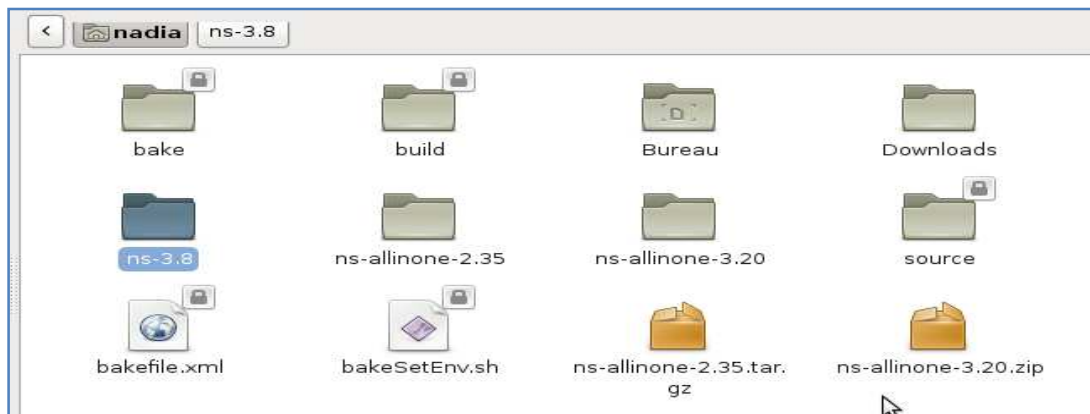 nadia ns-3.8
bake build Bureau Downloads
ns-3.8 ns-allinone-2.35 ns-allinone-3.20 source
bakefile.xml bakeSetEnv.sh ns-allinone-2.35.tar. ns-allinone-3.20.zip
gz